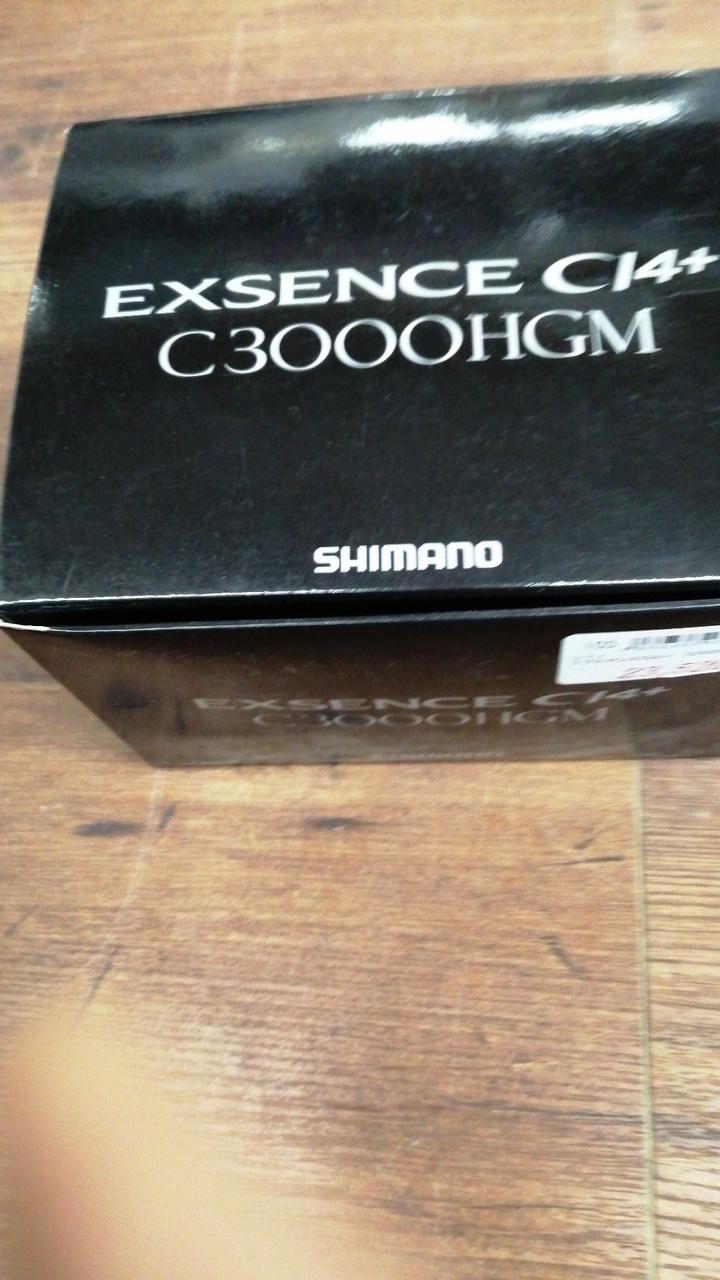 EXSENCE CI4+
C3000HGM
SHIMANO
EXSENCE CI4+
C3000HGM